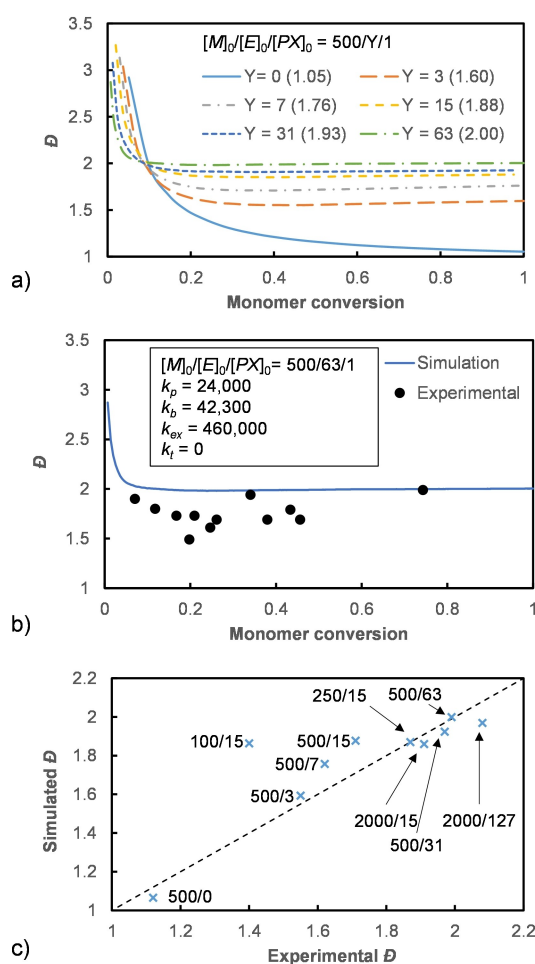 [M]₀/[E]₀/[PX]₀ = 500/Y/1
Y= 0 (1.05)
Y = 3 (1.60)
Y = 7 (1.76)
Y = 15 (1.88)
Y = 31 (1.93)
Y = 63 (2.00)
3.5
3
2.5
2
1.5
1
Đ
0
0.2
0.4
0.6
0.8
1
Monomer conversion
a)
[M]₀/[E]₀/[PX]₀= 500/63/1
kp = 24,000
kb = 42,300
kex = 460,000
kt = 0
Simulation
Experimental
3.5
3
2.5
2
1.5
1
Đ
0
0.2
0.4
0.6
0.8
1
Monomer conversion
b)
2.2
2
1.8
1.6
1.4
1.2
1
Simulated Đ
250/15
500/63
100/15
500/15
500/7
500/3
2000/15
500/31
2000/127
500/0
1
1.2
1.4
1.6
1.8
2
2.2
Experimental Đ
c)